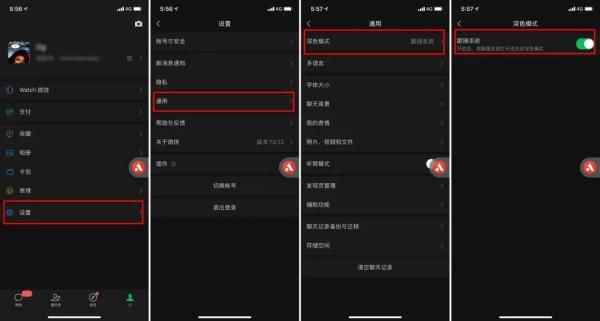 5:56
4G
Watch 微信
支付
收藏
相册
卡包
表情
设置
微信
通讯录
发现
我
5:56
4G
设置
帐号与安全
新消息通知
隐私
通用
帮助与反馈
关于微信
版本 7.0.13
插件
切换帐号
退出登录
5:57
4G
通用
深色模式
跟随系统
多语言
字体大小
聊天背景
我的表情
照片、视频和文件
听筒模式
发现页管理
辅助功能
聊天记录备份与迁移
存储空间
清空聊天记录
5:57
4G
深色模式
跟随系统